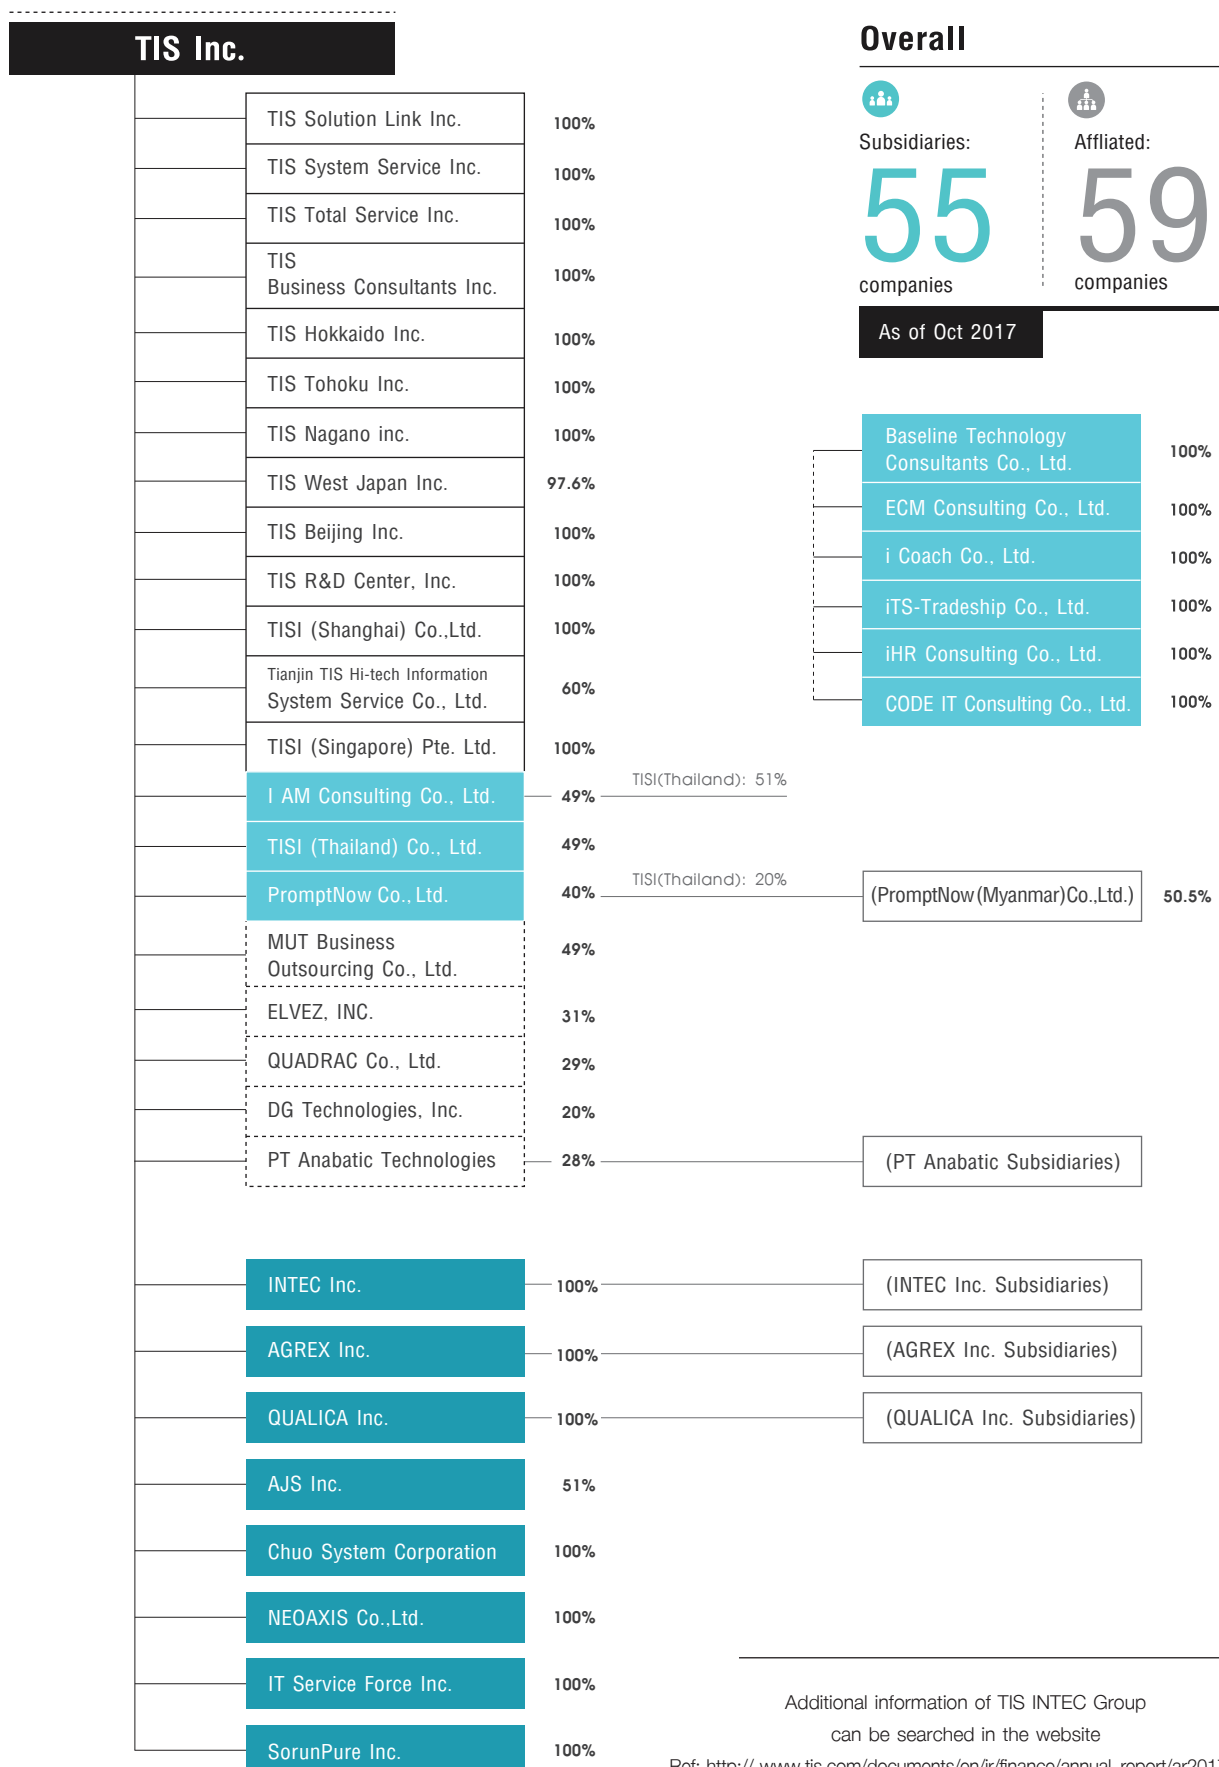 TIS Inc.
TIS Solution Link Inc. 100%
TIS System Service Inc. 100%
TIS Total Service Inc. 100%
TIS
Business Consultants Inc. 100%
TIS Hokkaido Inc. 100%
TIS Tohoku Inc. 100%
TIS Nagano inc. 100%
TIS West Japan Inc. 97.6%
TIS Beijing Inc. 100%
TIS R&D Center, Inc. 100%
TISI (Shanghai) Co.,Ltd. 100%
Tianjin TIS Hi-tech Information
System Service Co., Ltd. 60%
TISI (Singapore) Pte. Ltd. 100%
I AM Consulting Co., Ltd. 49% TISI(Thailand): 51%
TISI (Thailand) Co., Ltd. 49%
PromptNow Co., Ltd. 40% TISI(Thailand): 20% (PromptNow (Myanmar)Co.,Ltd.) 50.5%
MUT Business
Outsourcing Co., Ltd. 49%
ELVEZ, INC. 31%
QUADRAC Co., Ltd. 29%
DG Technologies, Inc. 20%
PT Anabatic Technologies 28% (PT Anabatic Subsidiaries)
INTEC Inc. 100% (INTEC Inc. Subsidiaries)
AGREX Inc. 100% (AGREX Inc. Subsidiaries)
QUALICA Inc. 100% (QUALICA Inc. Subsidiaries)
AJS Inc. 51%
Chuo System Corporation 100%
NEOAXIS Co.,Ltd. 100%
IT Service Force Inc. 100%
SorunPure Inc. 100%
Overall
Subsidiaries:
55
companies
Affliated:
59
companies
As of Oct 2017
Baseline Technology
Consultants Co., Ltd. 100%
ECM Consulting Co., Ltd. 100%
i Coach Co., Ltd. 100%
iTS-Tradeship Co., Ltd. 100%
iHR Consulting Co., Ltd. 100%
CODE IT Consulting Co., Ltd. 100%
Additional information of TIS INTEC Group
can be searched in the website
Ref: http:// www.tis.com/documents/en/ir/finance/annual_report/ar201